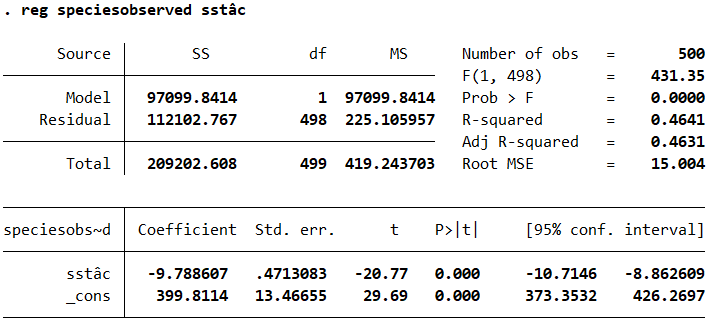 . reg speciesobserved sstâc
Source SS df MS Number of obs = 500
F(1, 498) = 431.35
Model 97099.8414 1 97099.8414 Prob > F = 0.0000
Residual 112102.767 498 225.105957 R-squared = 0.4641
Adj R-squared = 0.4631
Total 209202.608 499 419.243703 Root MSE = 15.004
speciesobs~d Coefficient Std. err. t P>|t| [95% conf. interval]
sstâc -9.788607 .4713083 -20.77 0.000 -10.7146 -8.862609
_cons 399.8114 13.46655 29.69 0.000 373.3532 426.2697